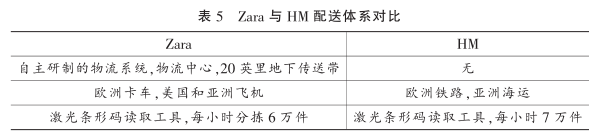 表 5 Zara 与 HM 配送体系对比
Zara HM
自主研制的物流系统,物流中心,20 英里地下传送带 无
欧洲卡车,美国和亚洲飞机 欧洲铁路,亚洲海运
激光条形码读取工具,每小时分拣 6 万件 激光条形码读取工具,每小时 7 万件